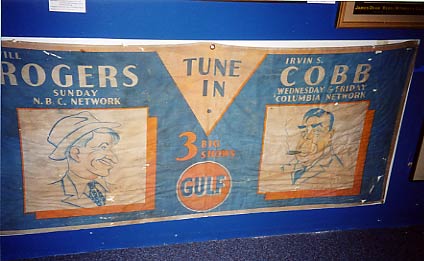 ILL
ROGERS
SUNDAY
N.B.C. NETWORK
TUNE
IN
3 BIG
SHOWS
GULF
IRVIN S.
COBB
WEDNESDAY & FRIDAY
COLUMBIA NETWORK